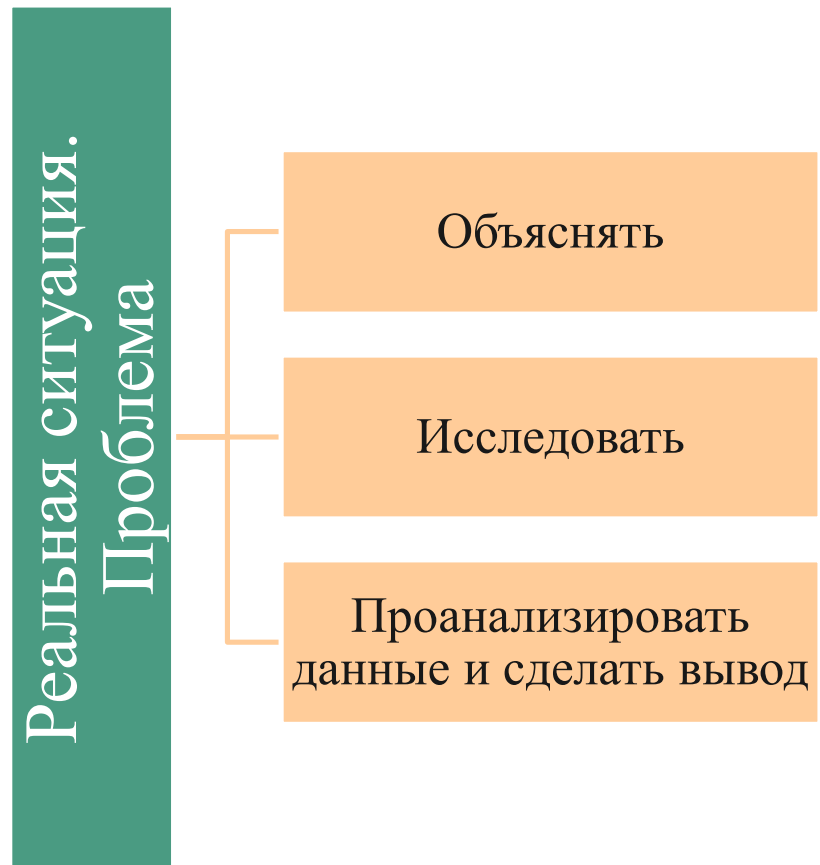 Реальная ситуация.
Проблема
Объяснять
Исследовать
Проанализировать
данные и сделать вывод